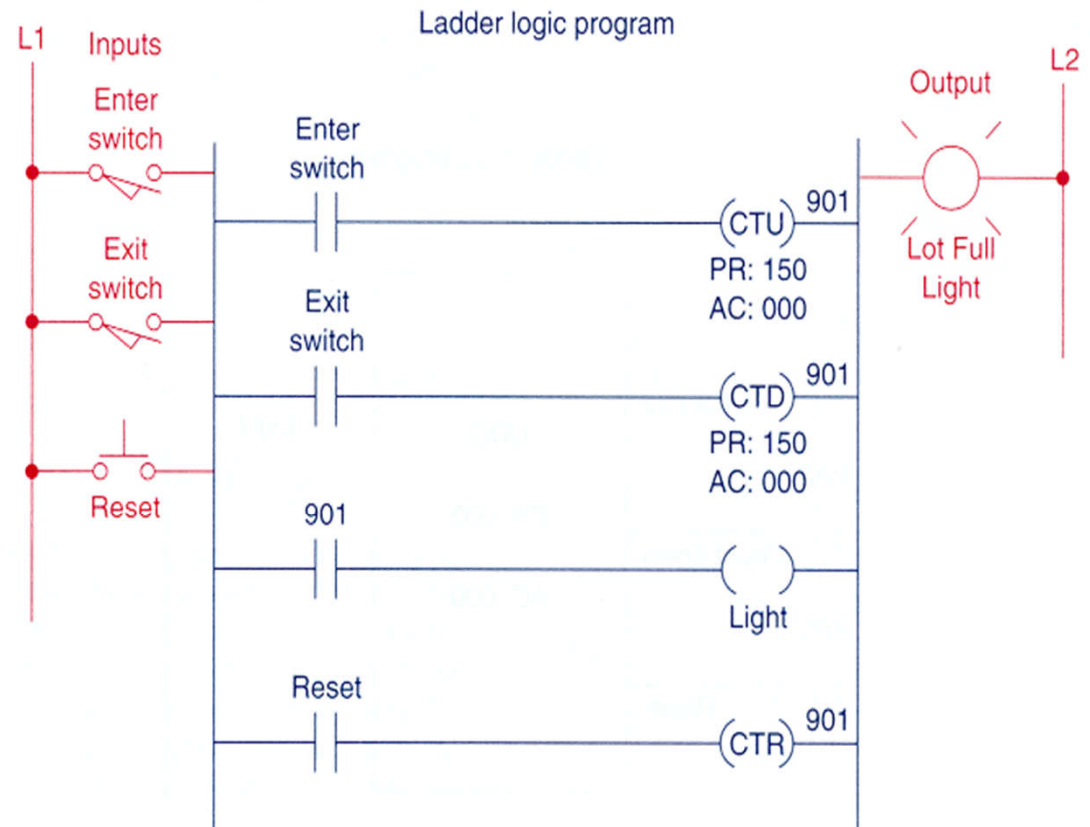 Ladder logic program
L1
Inputs
Enter
switch
Exit
switch
Reset
Enter
switch
CTU
901
PR: 150
AC: 000
Exit
switch
CTD
901
PR: 150
AC: 000
901
Light
Reset
CTR
901
L2
Output
Lot Full
Light